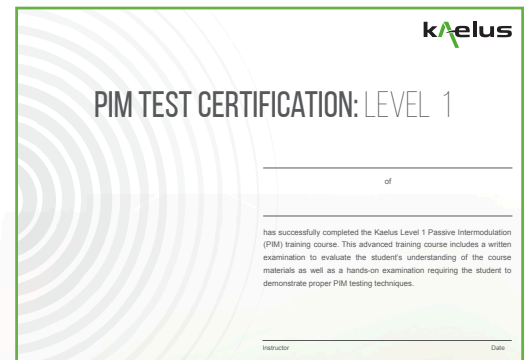 kaelus
PIM TEST CERTIFICATION: LEVEL 1
of
has successfully completed the Kaelus Level 1 Passive Intermodulation
(PIM) training course. This advanced training course includes a written
examination to evaluate the student's understanding of the course
materials as well as a hands-on examination requiring the student to
demonstrate proper PIM testing techniques.
Instructor Date